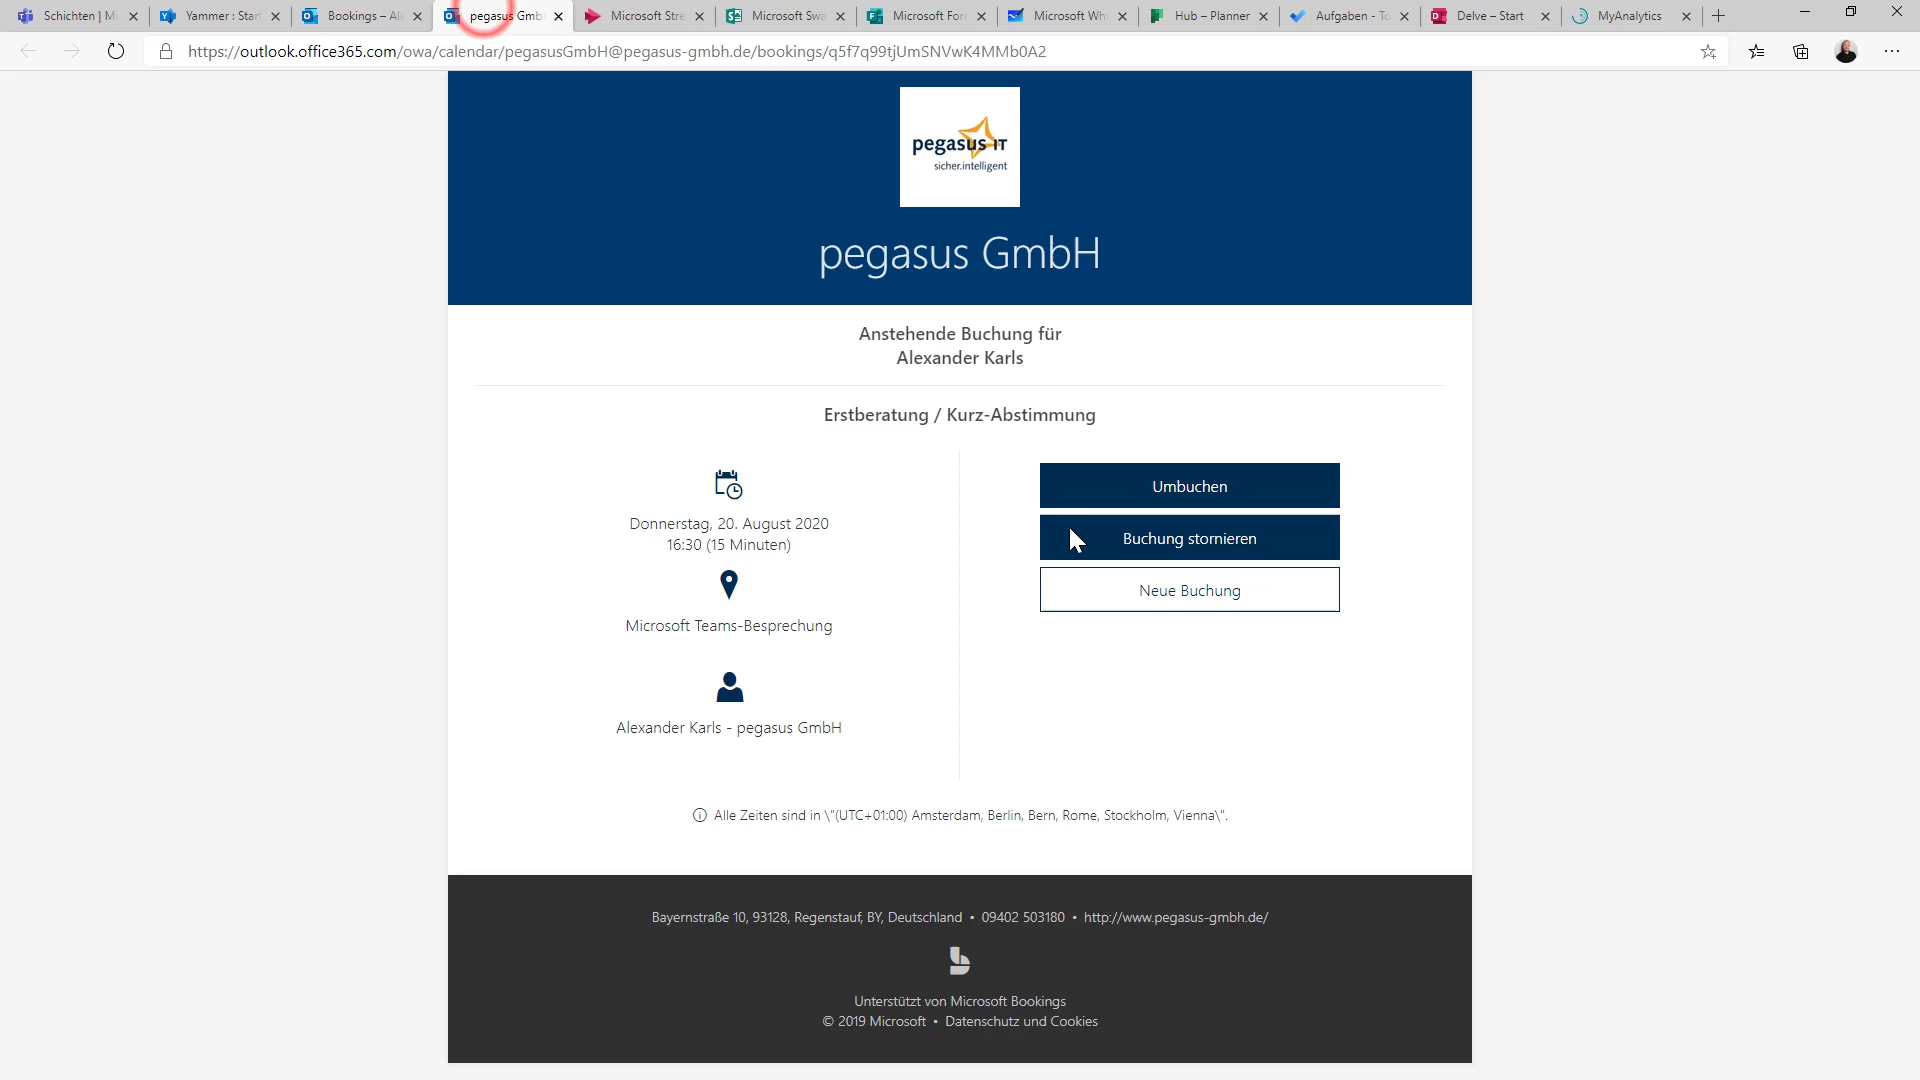 Schichten | Mi
Yammer : Star
Bookings – Al
pegasus Gmb
Microsoft Stre
Microsoft Swa
Microsoft For
Microsoft Wh
Hub – Planner
Aufgaben - To
Delve – Start
MyAnalytics
https://outlook.office365.com/owa/calendar/pegasusGmbH@pegasus-gmbh.de/bookings/q5f7q99tjUmSNVwK4MMb0A2
pegasus IT
sicher.intelligent
pegasus GmbH
Anstehende Buchung für
Alexander Karls
Erstberatung / Kurz-Abstimmung
Donnerstag, 20. August 2020
16:30 (15 Minuten)
Microsoft Teams-Besprechung
Alexander Karls - pegasus GmbH
Umbuchen
Buchung stornieren
Neue Buchung
Alle Zeiten sind in \"(UTC+01:00) Amsterdam, Berlin, Bern, Rome, Stockholm, Vienna\".
Bayernstraße 10, 93128, Regenstauf, BY, Deutschland • 09402 503180 • http://www.pegasus-gmbh.de/
Unterstützt von Microsoft Bookings
© 2019 Microsoft • Datenschutz und Cookies